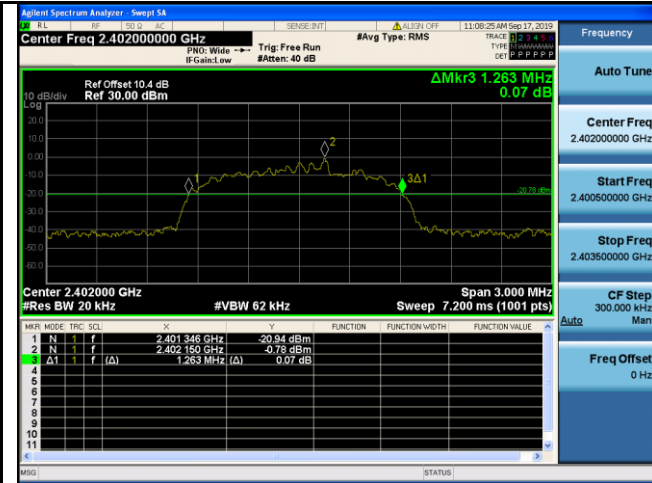 Agilent Spectrum Analyzer - Swept SA
RL RF 50 Ω AC SENSE:INT ALIGN OFF 11:08:25 AM Sep 17, 2019
Center Freq 2.402000000 GHz #Avg Type: RMS TRACE 1 2 3 4 5 6
PNO: Wide Trig: Free Run TYPE M WWWWW
IFGain:Low #Atten: 40 dB DET P P P P P P
ΔMkr3 1.263 MHz
0.07 dB
Ref Offset 10.4 dB
10 dB/div Ref 30.00 dBm
Log
20.0
10.0
0.00
-10.0
-20.0
-30.0
-40.0
-50.0
-60.0
1
2
3Δ1
-20.78 dBm
Center 2.402000 GHz Span 3.000 MHz
#Res BW 20 kHz #VBW 62 kHz Sweep 7.200 ms (1001 pts)
MKR MODE TRC SCL X Y FUNCTION FUNCTION WIDTH FUNCTION VALUE
1 N 1 f 2.401 346 GHz -20.94 dBm
2 N 1 f 2.402 150 GHz -0.78 dBm
3 Δ1 1 f (Δ) 1.263 MHz (Δ) 0.07 dB
4
5
6
7
8
9
10
11
MSG STATUS
Frequency
Auto Tune
Center Freq
2.402000000 GHz
Start Freq
2.400500000 GHz
Stop Freq
2.403500000 GHz
CF Step
300.000 kHz
Auto Man
Freq Offset
0 Hz